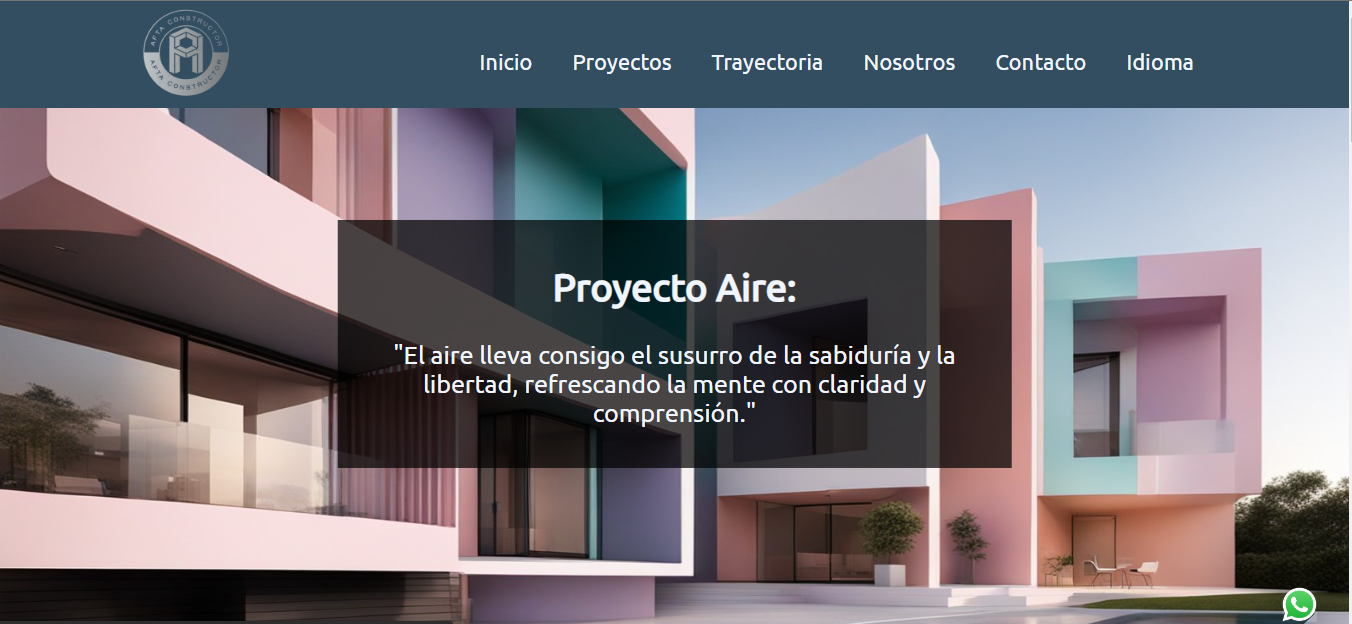 AFTA CONSTRUCTOR
AFTA CONSTRUCTOR
Inicio Proyectos Trayectoria Nosotros Contacto Idioma
Proyecto Aire:
"El aire lleva consigo el susurro de la sabiduría y la
libertad, refrescando la mente con claridad y
comprensión."